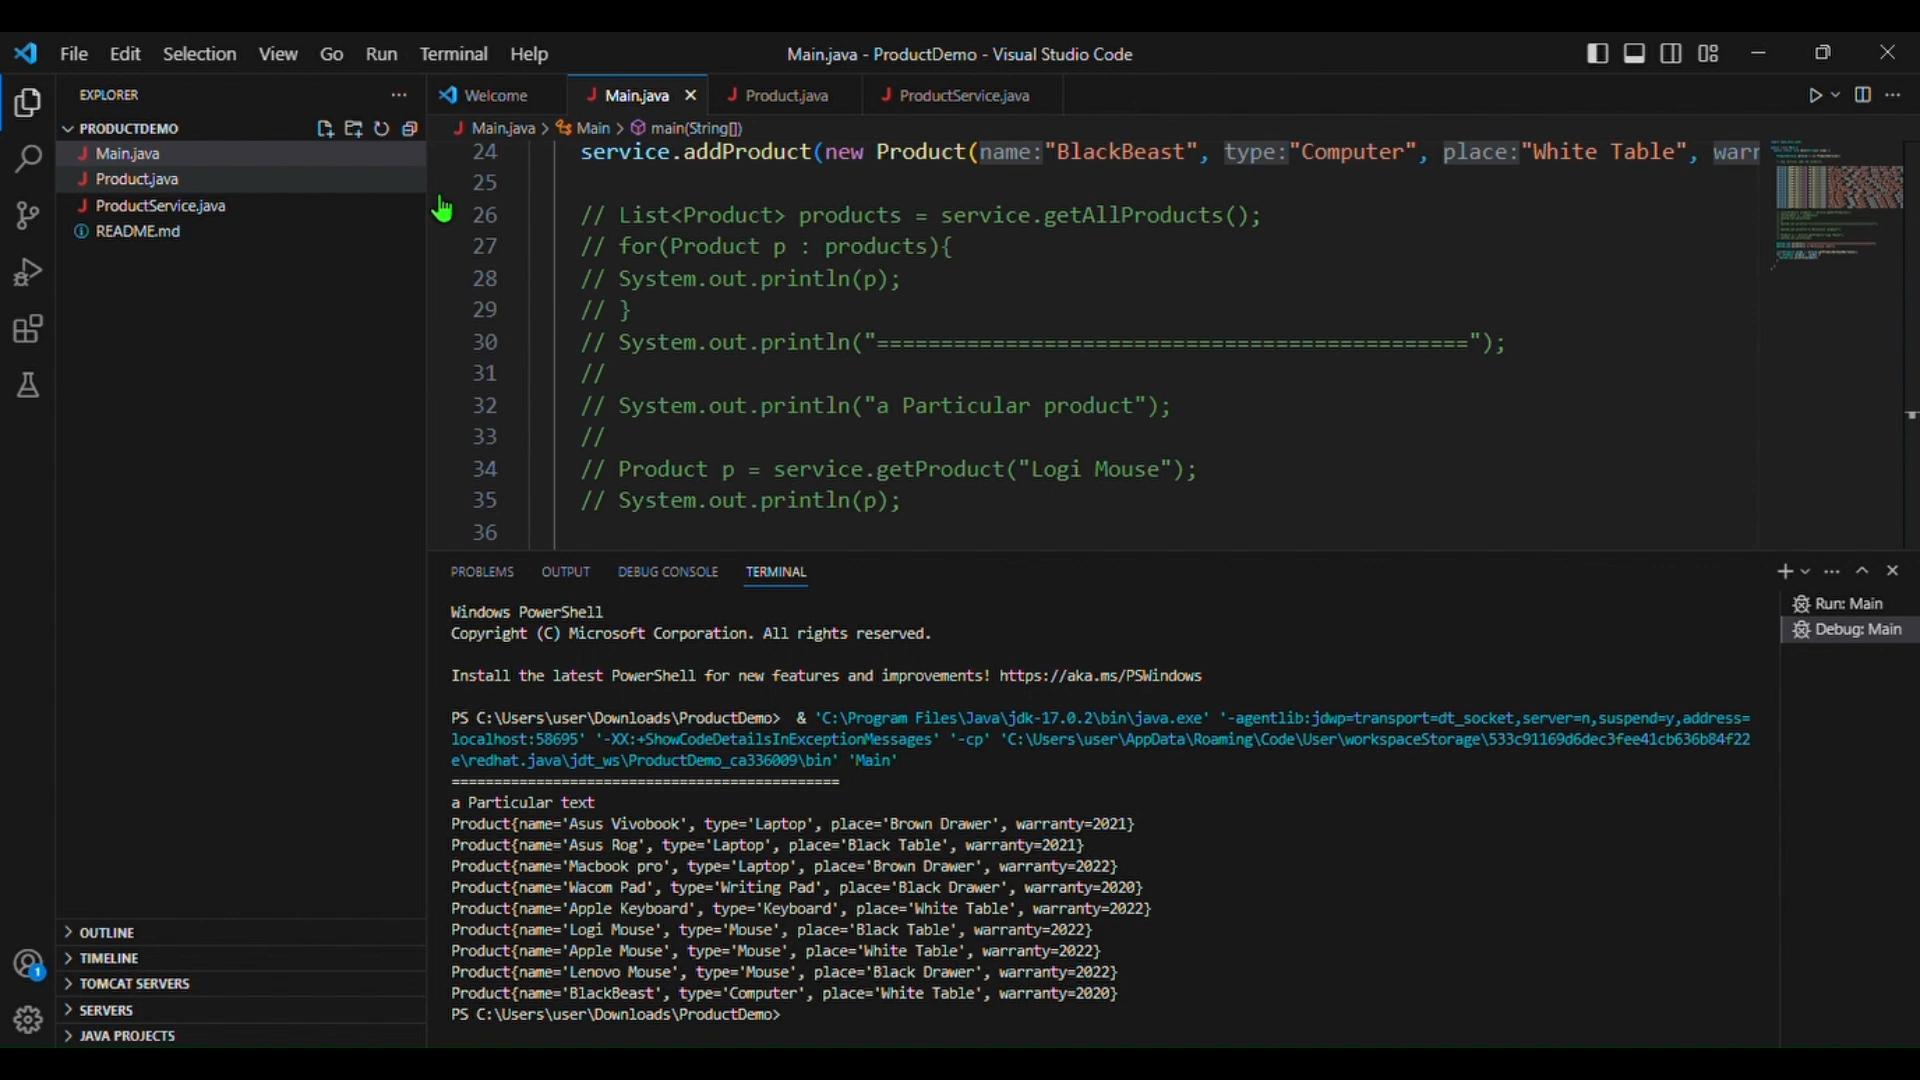 File Edit Selection View Go Run Terminal Help
Main.java - ProductDemo - Visual Studio Code
EXPLORER
PRODUCTDEMO
Main.java
Product.java
ProductService.java
README.md
OUTLINE
TIMELINE
TOMCAT SERVERS
SERVERS
JAVA PROJECTS
1
Welcome
Main.java
Product.java
ProductService.java
Main.java > Main > main(String[])
24 service.addProduct(new Product(name:"BlackBeast", type:"Computer", place:"White Table", warr
25
26 // List<Product> products = service.getAllProducts();
27 // for(Product p : products){
28 // System.out.println(p);
29 // }
30 // System.out.println("==============================================");
31 //
32 // System.out.println("a Particular product");
33 //
34 // Product p = service.getProduct("Logi Mouse");
35 // System.out.println(p);
36
PROBLEMS OUTPUT DEBUG CONSOLE TERMINAL
Windows PowerShell
Copyright (C) Microsoft Corporation. All rights reserved.
Install the latest PowerShell for new features and improvements! https://aka.ms/PSWindows
PS C:\Users\user\Downloads\ProductDemo> & 'C:\Program Files\Java\jdk-17.0.2\bin\java.exe' '-agentlib:jdwp=transport=dt_socket,server=n,suspend=y,address=
localhost:58695' '-XX:+ShowCodeDetailsInExceptionMessages' '-cp' 'C:\Users\user\AppData\Roaming\Code\User\workspaceStorage\533c91169d6dec3fee41cb636b84f22
e\redhat.java\jdt_ws\ProductDemo_ca336009\bin' 'Main'
==============================================
a Particular text
Product{name='Asus Vivobook', type='Laptop', place='Brown Drawer', warranty=2021}
Product{name='Asus Rog', type='Laptop', place='Black Table', warranty=2021}
Product{name='Macbook pro', type='Laptop', place='Brown Drawer', warranty=2022}
Product{name='Wacom Pad', type='Writing Pad', place='Black Drawer', warranty=2020}
Product{name='Apple Keyboard', type='Keyboard', place='White Table', warranty=2022}
Product{name='Logi Mouse', type='Mouse', place='Black Table', warranty=2022}
Product{name='Apple Mouse', type='Mouse', place='White Table', warranty=2022}
Product{name='Lenovo Mouse', type='Mouse', place='Black Drawer', warranty=2022}
Product{name='BlackBeast', type='Computer', place='White Table', warranty=2020}
PS C:\Users\user\Downloads\ProductDemo>
Run: Main
Debug: Main